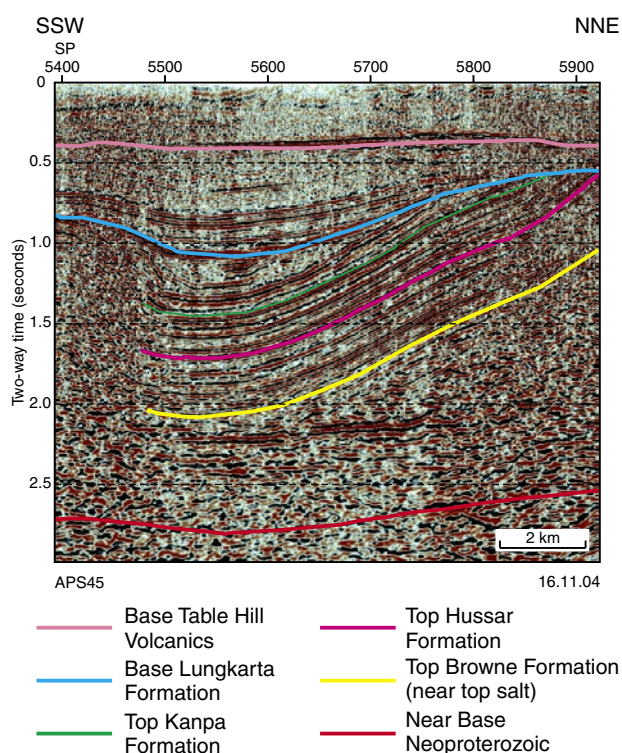 SSW NNE
SP
5400 5500 5600 5700 5800 5900
0
0.5
1.0
1.5
2.0
2.5
Two-way time (seconds)
2 km
APS45 16.11.04
Base Table Hill
Volcanics
Base Lungkarta
Formation
Top Kanpa
Formation
Top Hussar
Formation
Top Browne Formation
(near top salt)
Near Base
Neoproterozoic